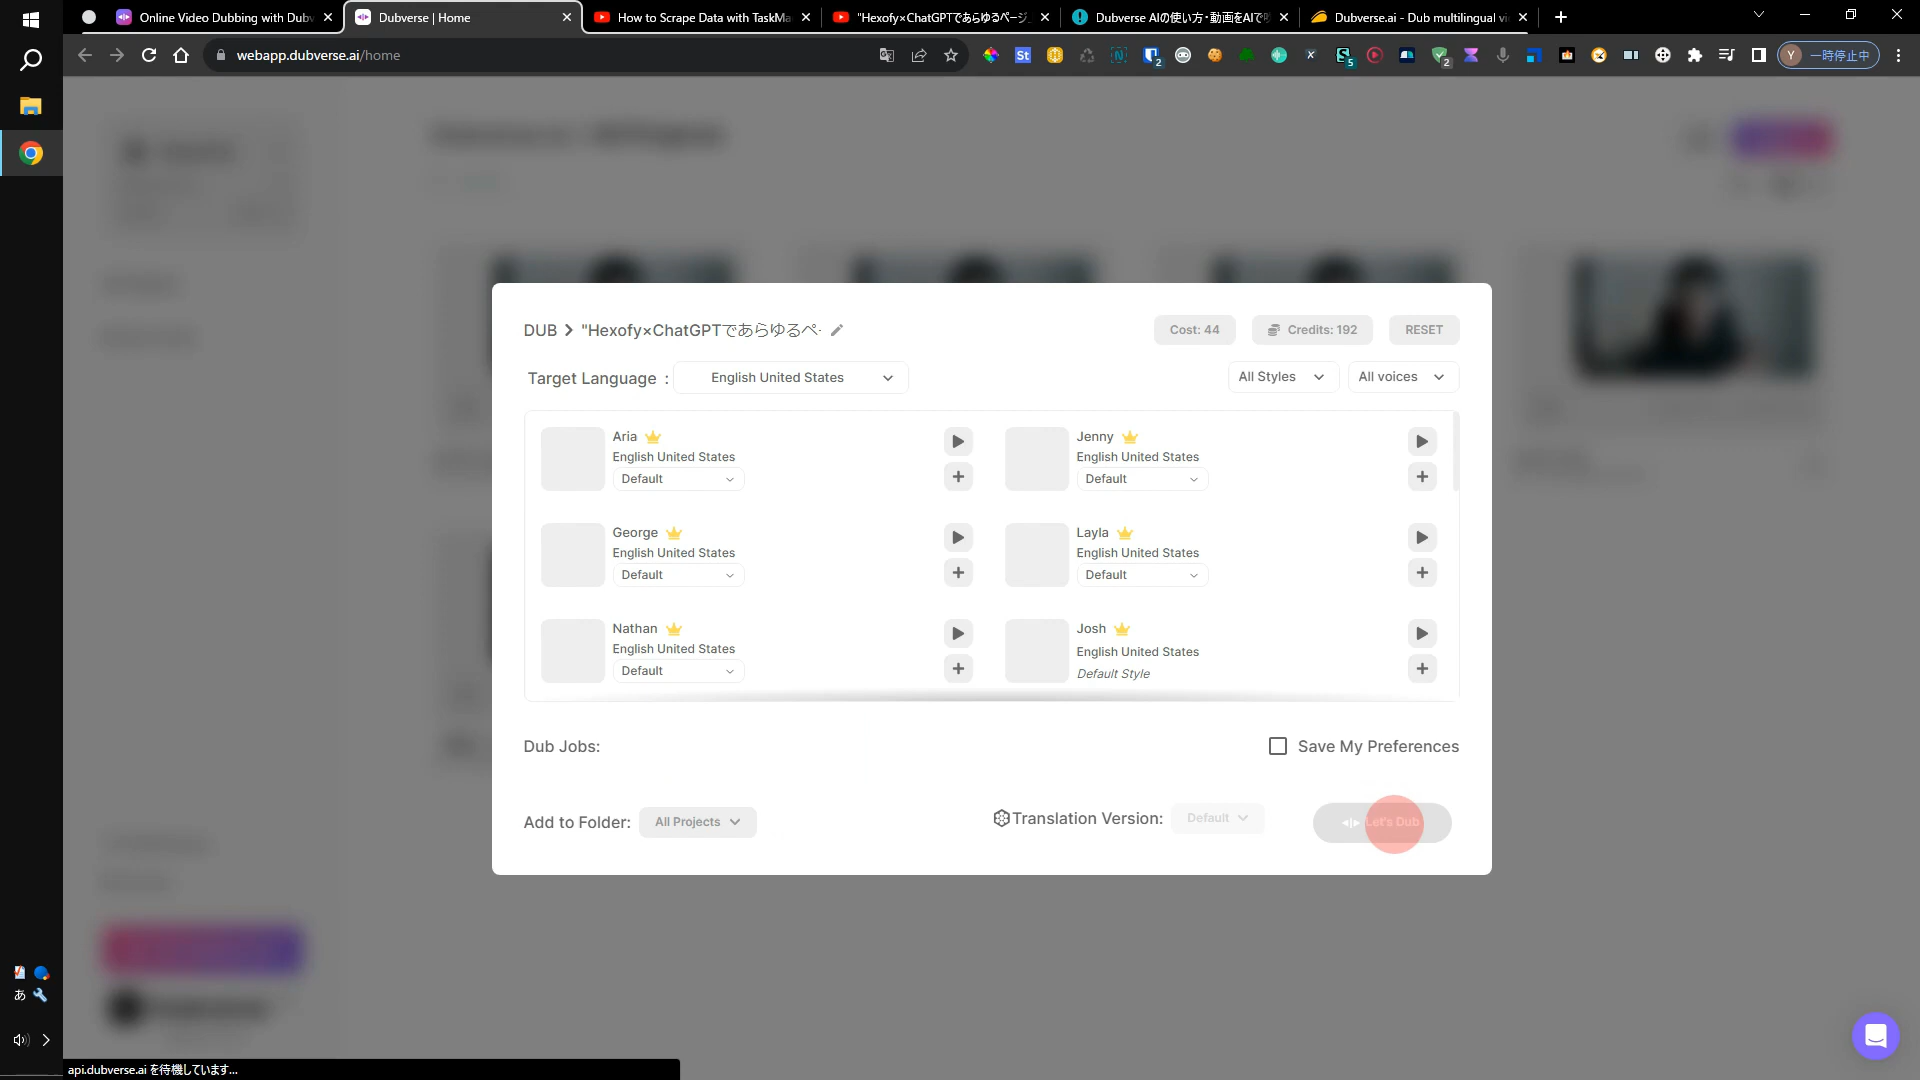 Online Video Dubbing with Dub
Dubverse | Home
How to Scrape Data with TaskMa
"Hexofy×ChatGPTであらゆるページ
Dubverse AIの使い方・動画をAIで
Dubverse.ai - Dub multilingual vi
webapp.dubverse.ai/home
St
2
5
2
Y
一時停止中
DUB
"Hexofy×ChatGPTであらゆるペ
Cost: 44
Credits: 192
RESET
Target Language :
English United States
All Styles
All voices
Aria
English United States
Default
Jenny
English United States
Default
George
English United States
Default
Layla
English United States
Default
Nathan
English United States
Default
Josh
English United States
Default Style
Dub Jobs:
Save My Preferences
Add to Folder:
All Projects
Translation Version:
Default
Let's Dub
あ
api.dubverse.ai を待機しています...